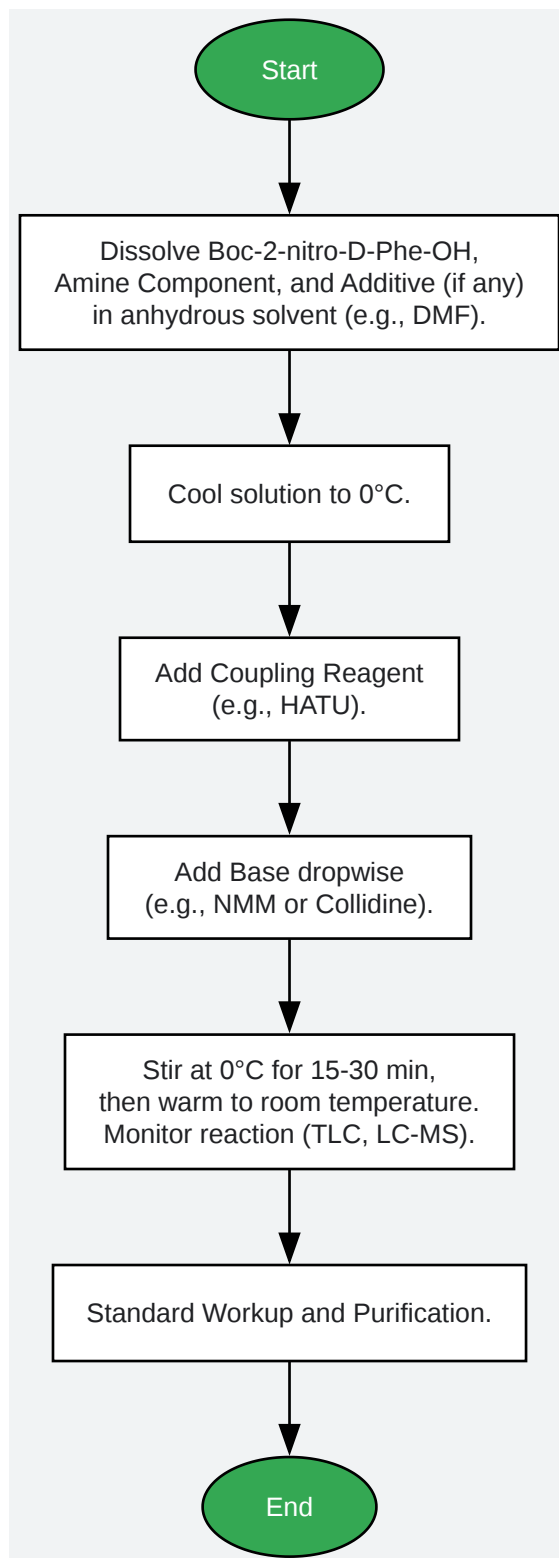 Start
Dissolve Boc-2-nitro-D-Phe-OH,
Amine Component, and Additive (if any)
in anhydrous solvent (e.g., DMF).
Cool solution to 0°C.
Add Coupling Reagent
(e.g., HATU).
Add Base dropwise
(e.g., NMM or Collidine).
Stir at 0°C for 15-30 min,
then warm to room temperature.
Monitor reaction (TLC, LC-MS).
Standard Workup and Purification.
End